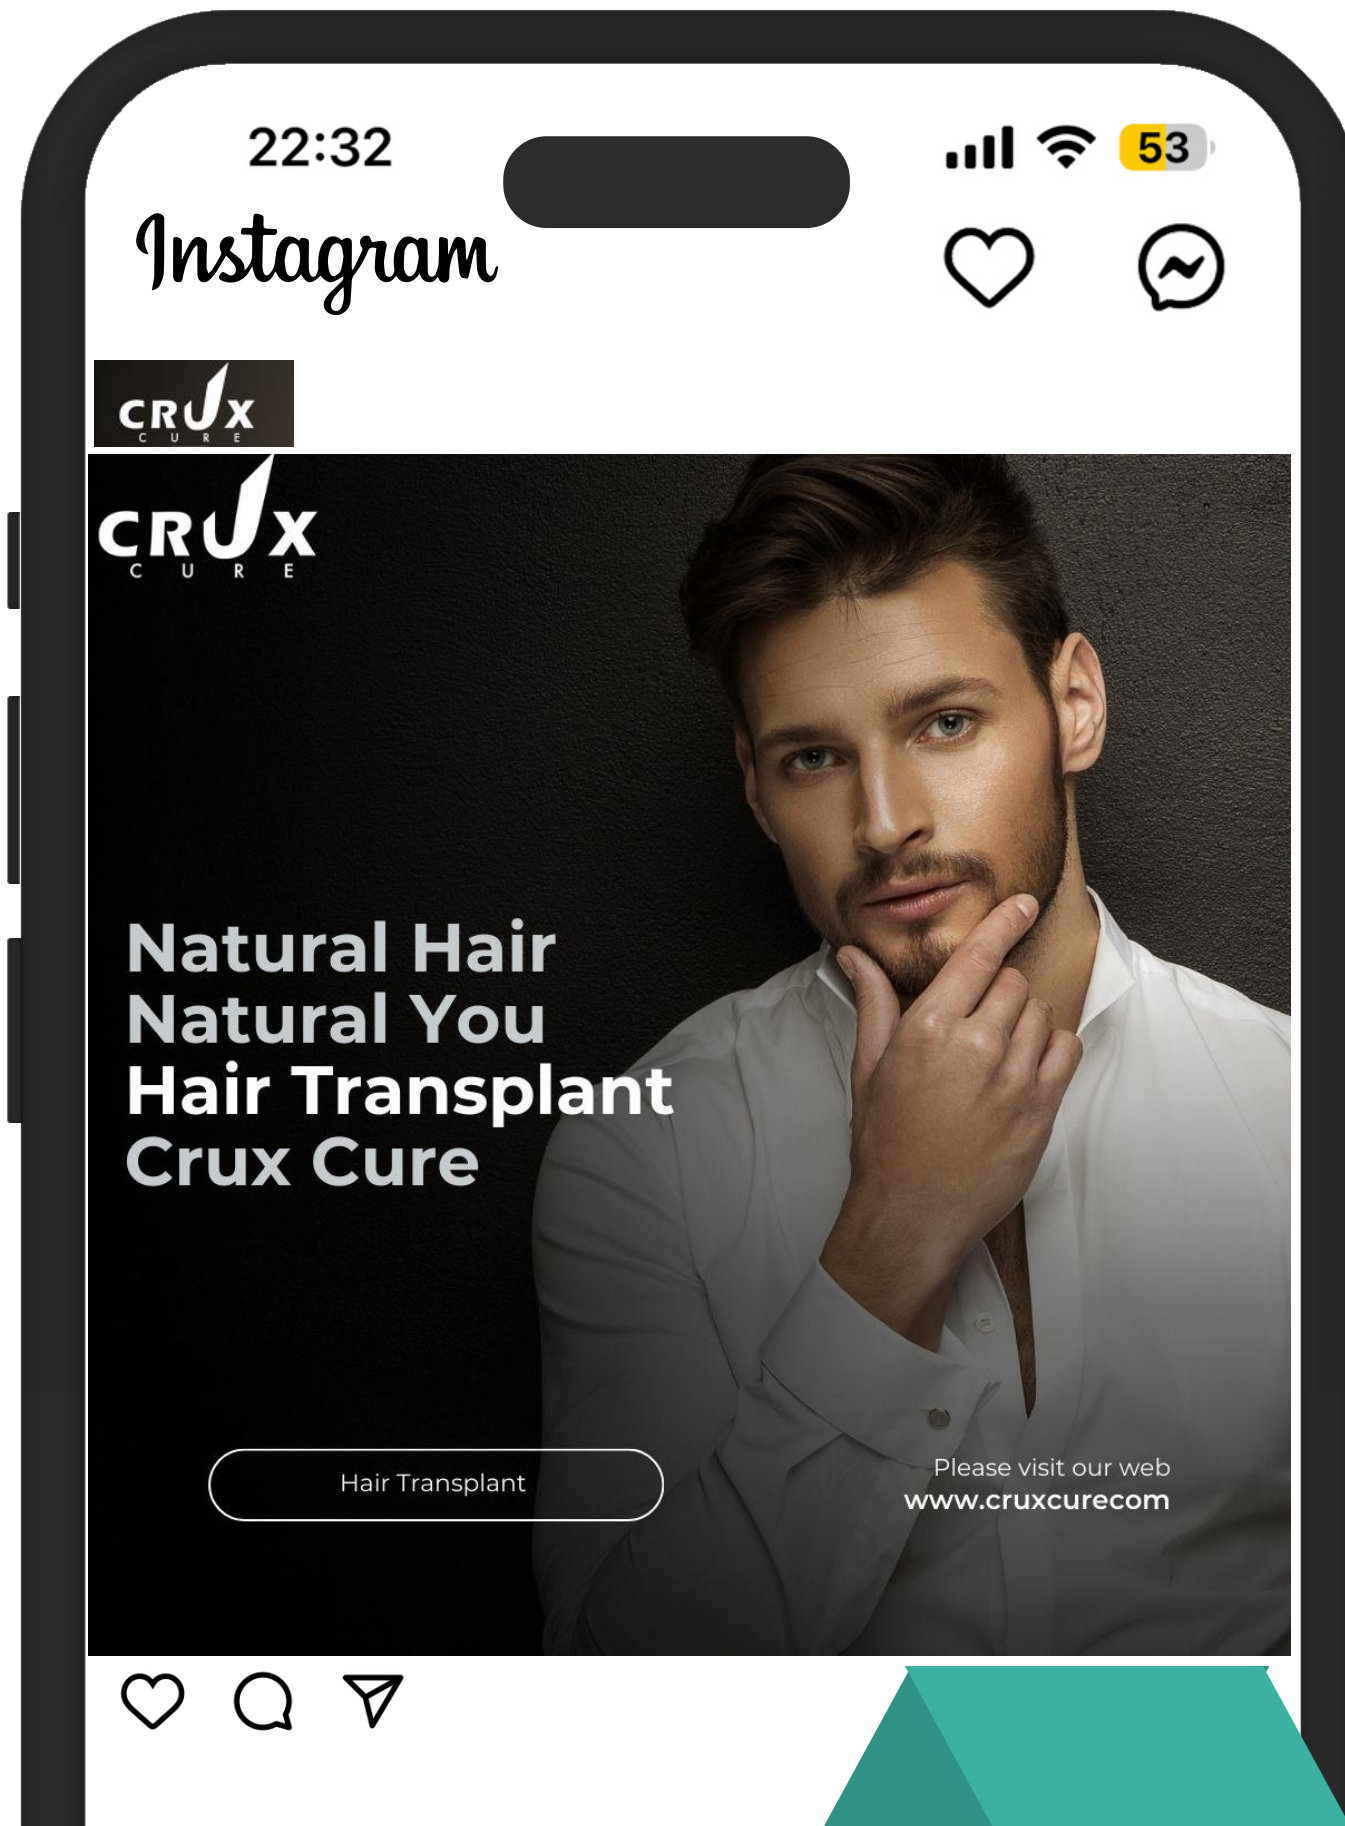 22:32
53
Instagram
CRUX
CURE
CRUX
CURE
Natural Hair
Natural You
Hair Transplant
Crux Cure
Hair Transplant
Please visit our web
www.cruxcurecom